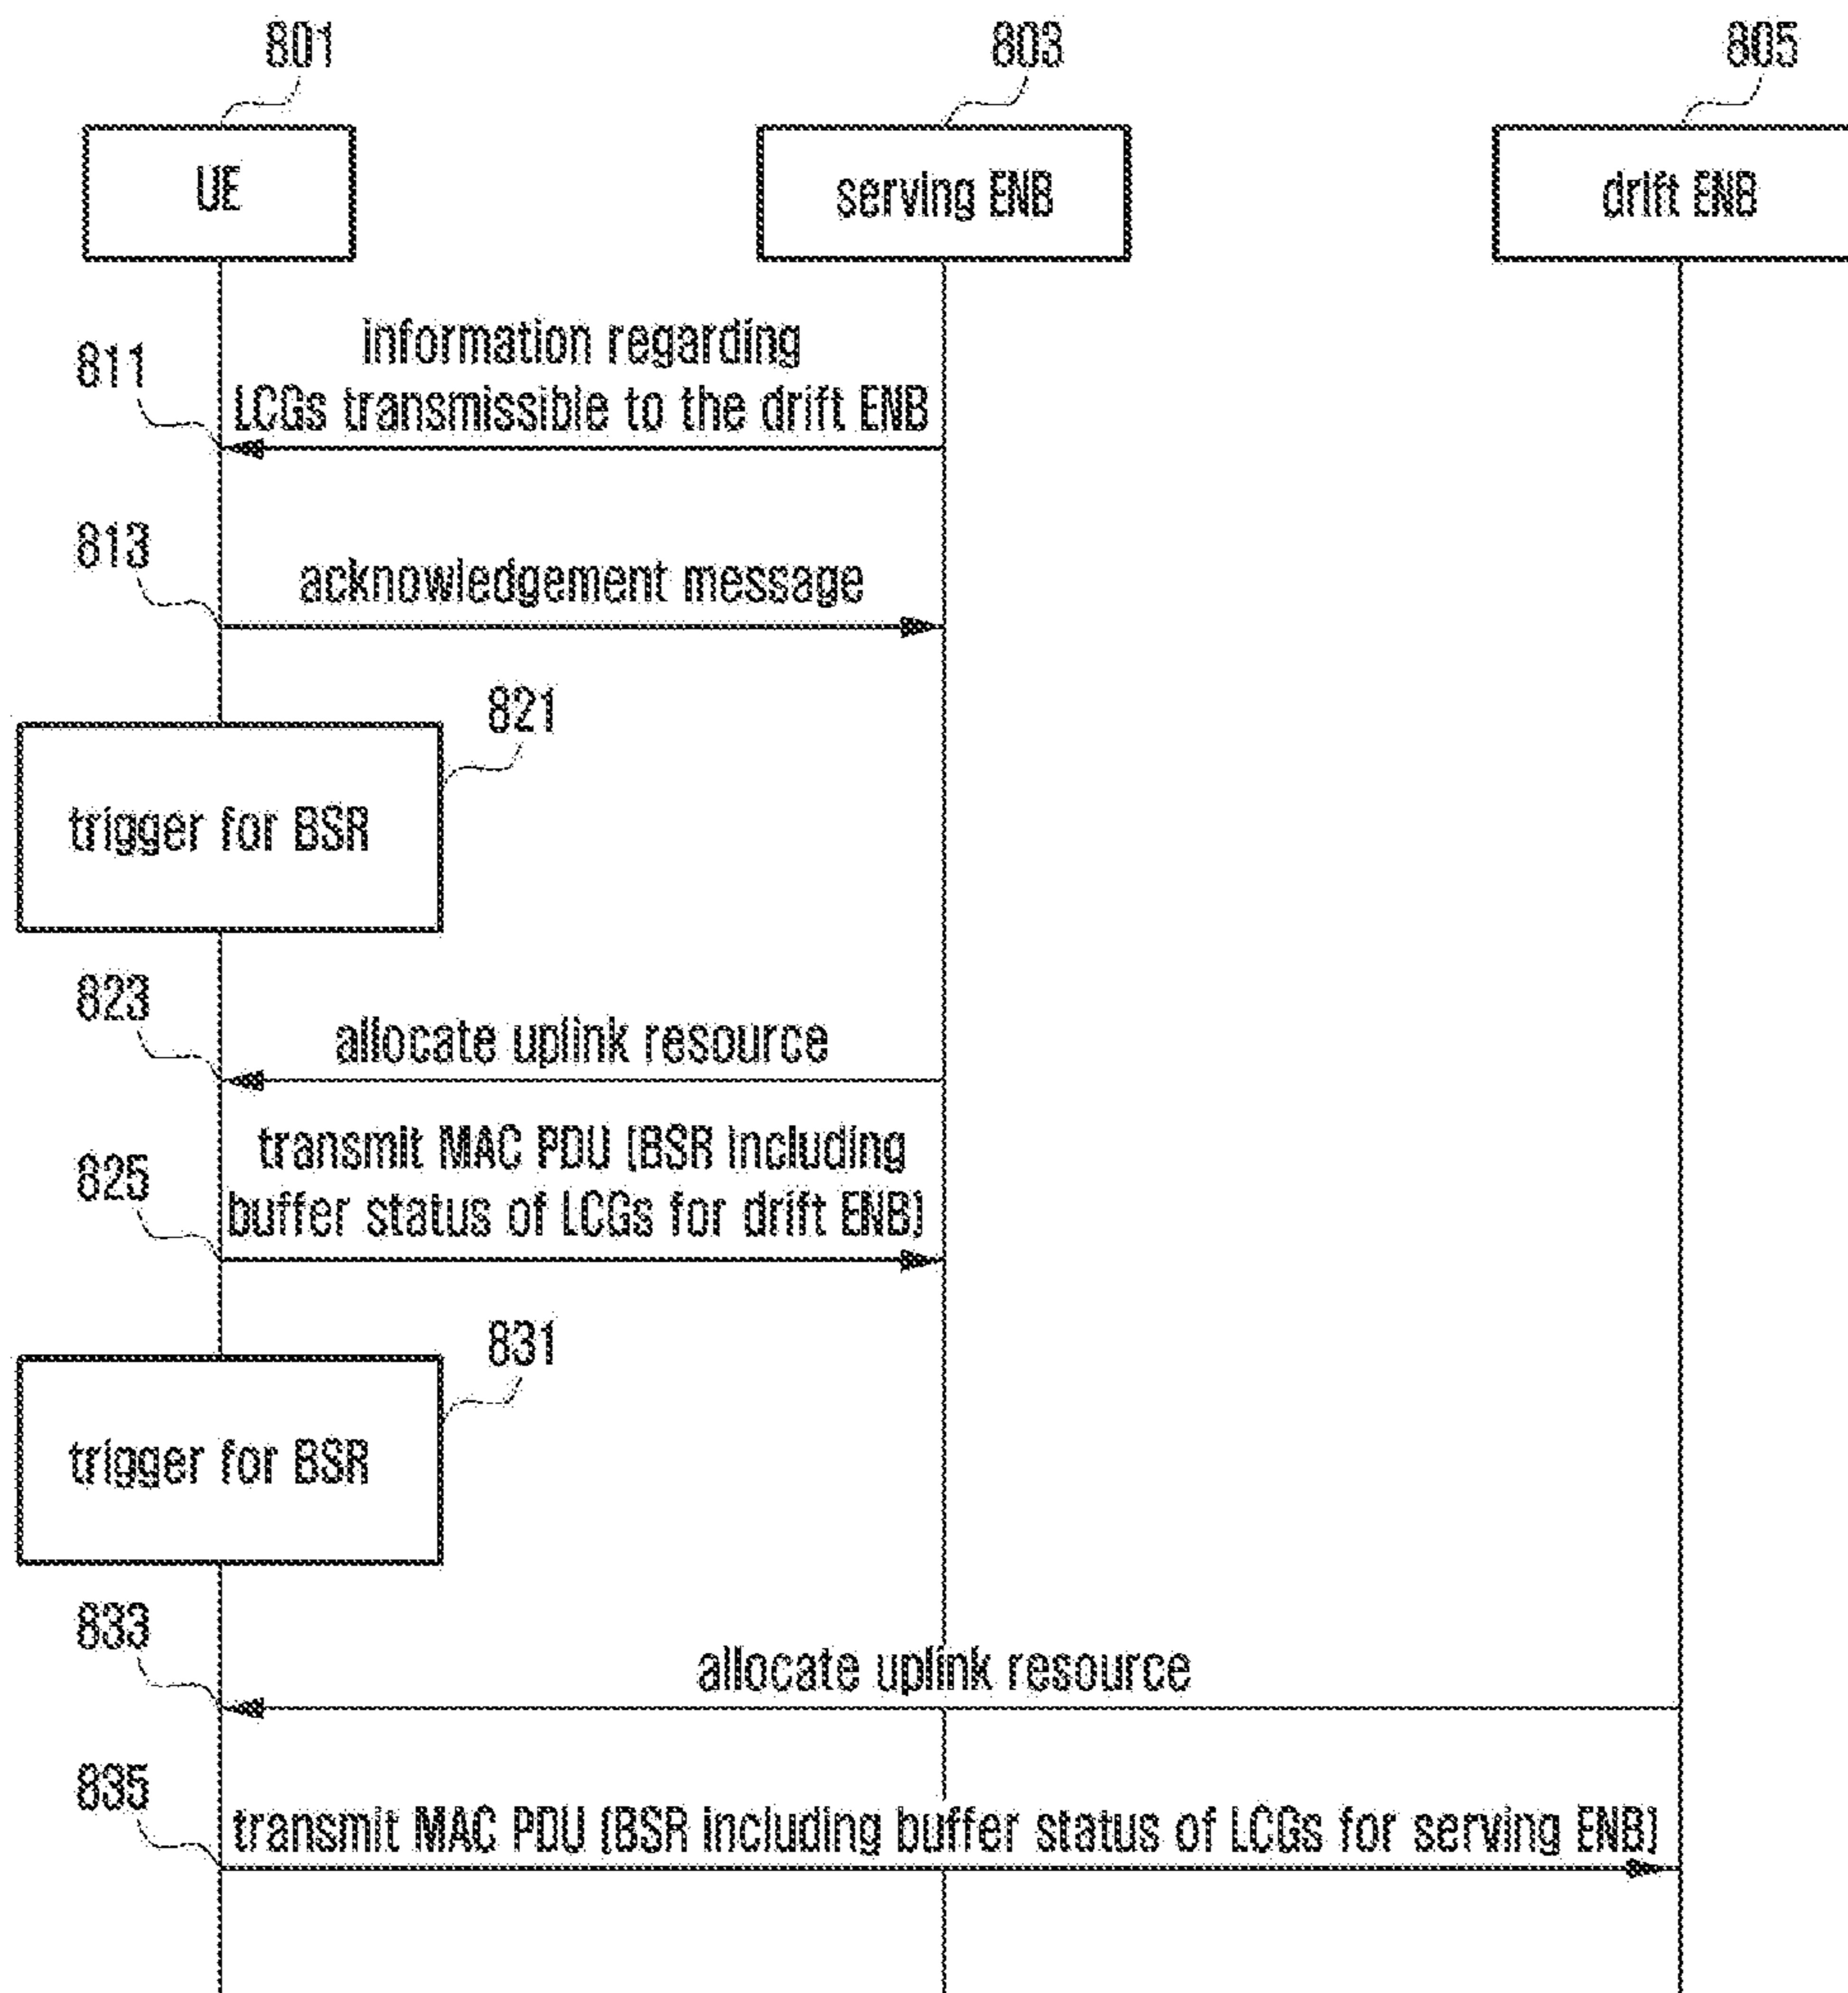 801
803
805
UE
serving ENB
drift ENB
information regarding
LCGs transmissible to the drift ENB
811
813
acknowledgement message
821
trigger for BSR
823
allocate uplink resource
transmit MAC PDU (BSR including
buffer status of LCGs for drift ENB)
825
831
trigger for BSR
833
allocate uplink resource
835
transmit MAC PDU (BSR including buffer status of LCGs for serving ENB)